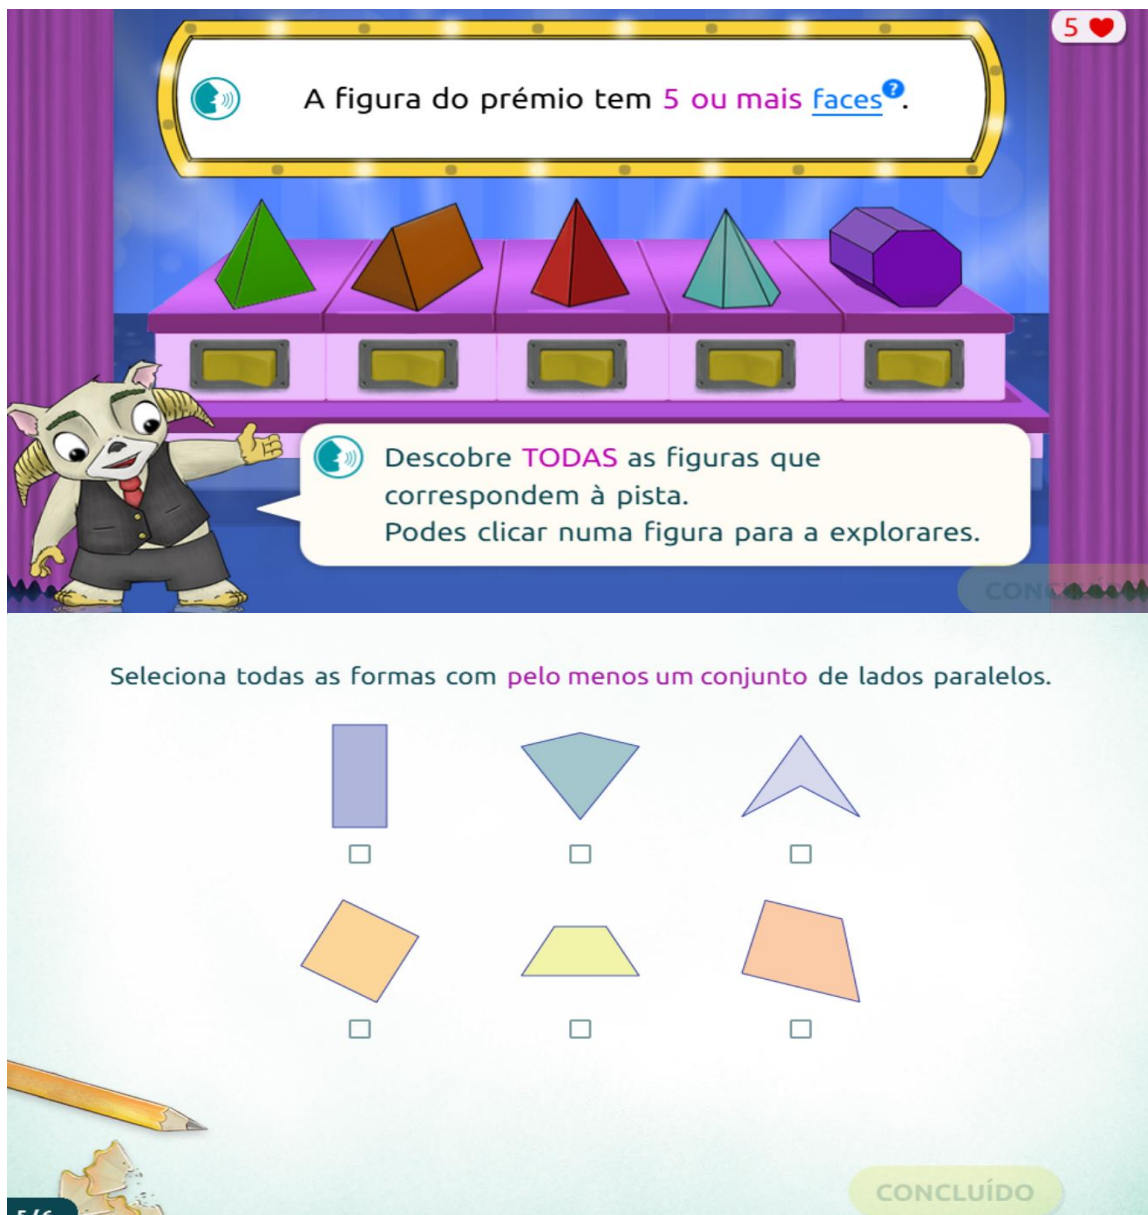 5
A figura do prémio tem 5 ou mais faces?.
Descobre TODAS as figuras que
correspondem à pista.
Podes clicar numa figura para a explorares.
Seleciona todas as formas com pelo menos um conjunto de lados paralelos.
CONCLUÍDO